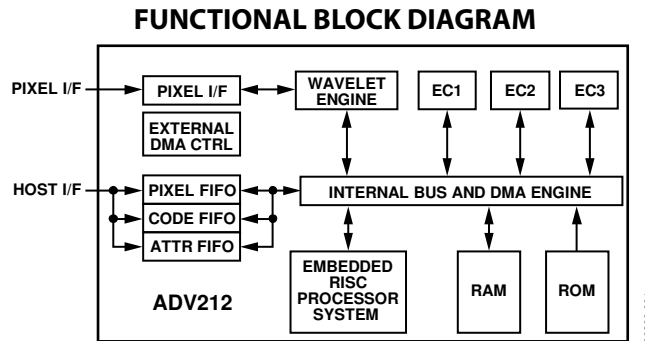 FUNCTIONAL BLOCK DIAGRAM
PIXEL I/F
PIXEL I/F
WAVELET
ENGINE
EC1
EC2
EC3
EXTERNAL
DMA CTRL
HOST I/F
PIXEL FIFO
CODE FIFO
ATTR FIFO
INTERNAL BUS AND DMA ENGINE
EMBEDDED
RISC
PROCESSOR
SYSTEM
RAM
ROM
ADV212